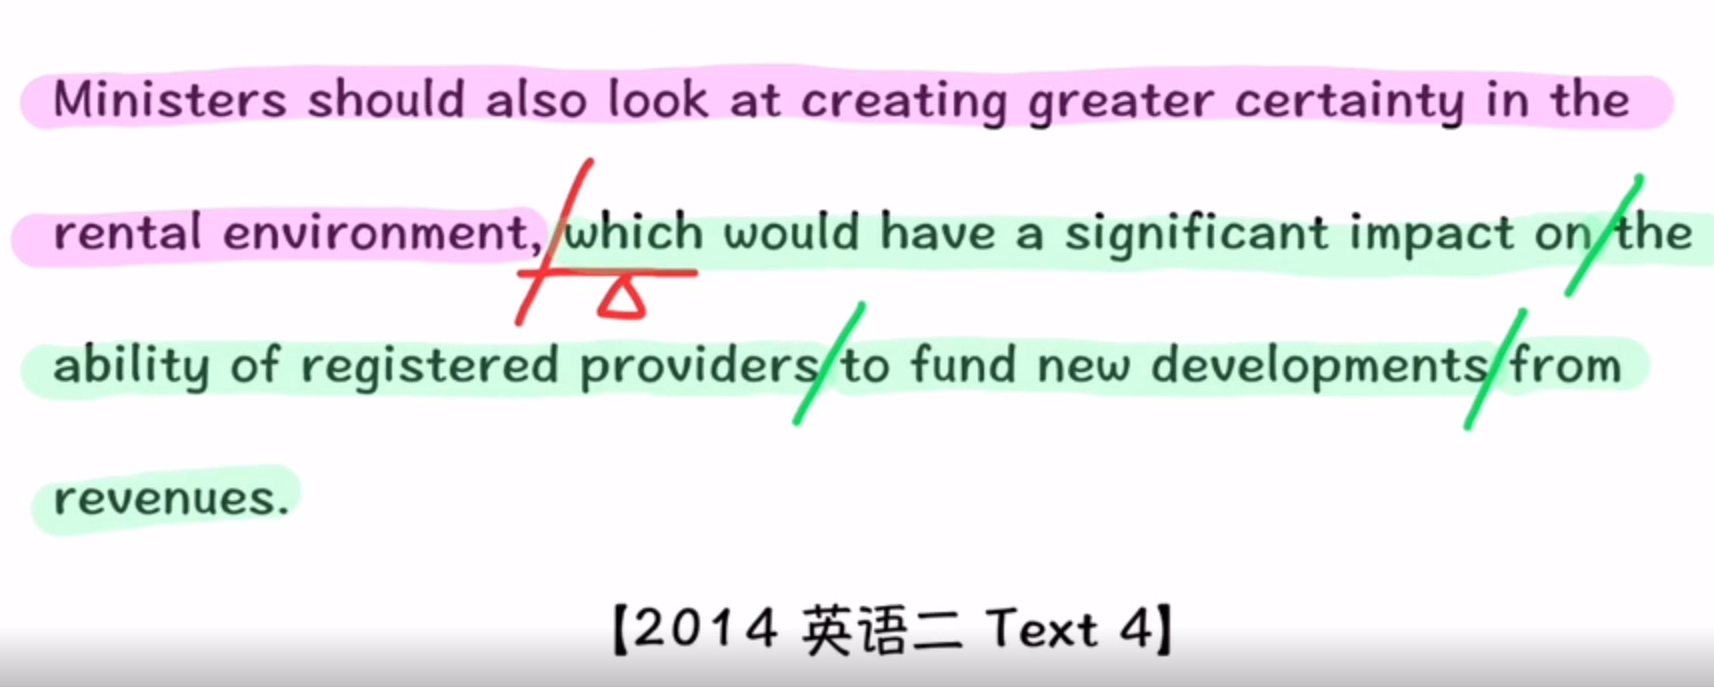 Ministers should also look at creating greater certainty in the
rental environment, which would have a significant impact on the
ability of registered providers to fund new developments from
revenues.
【2014 英语二 Text 4】